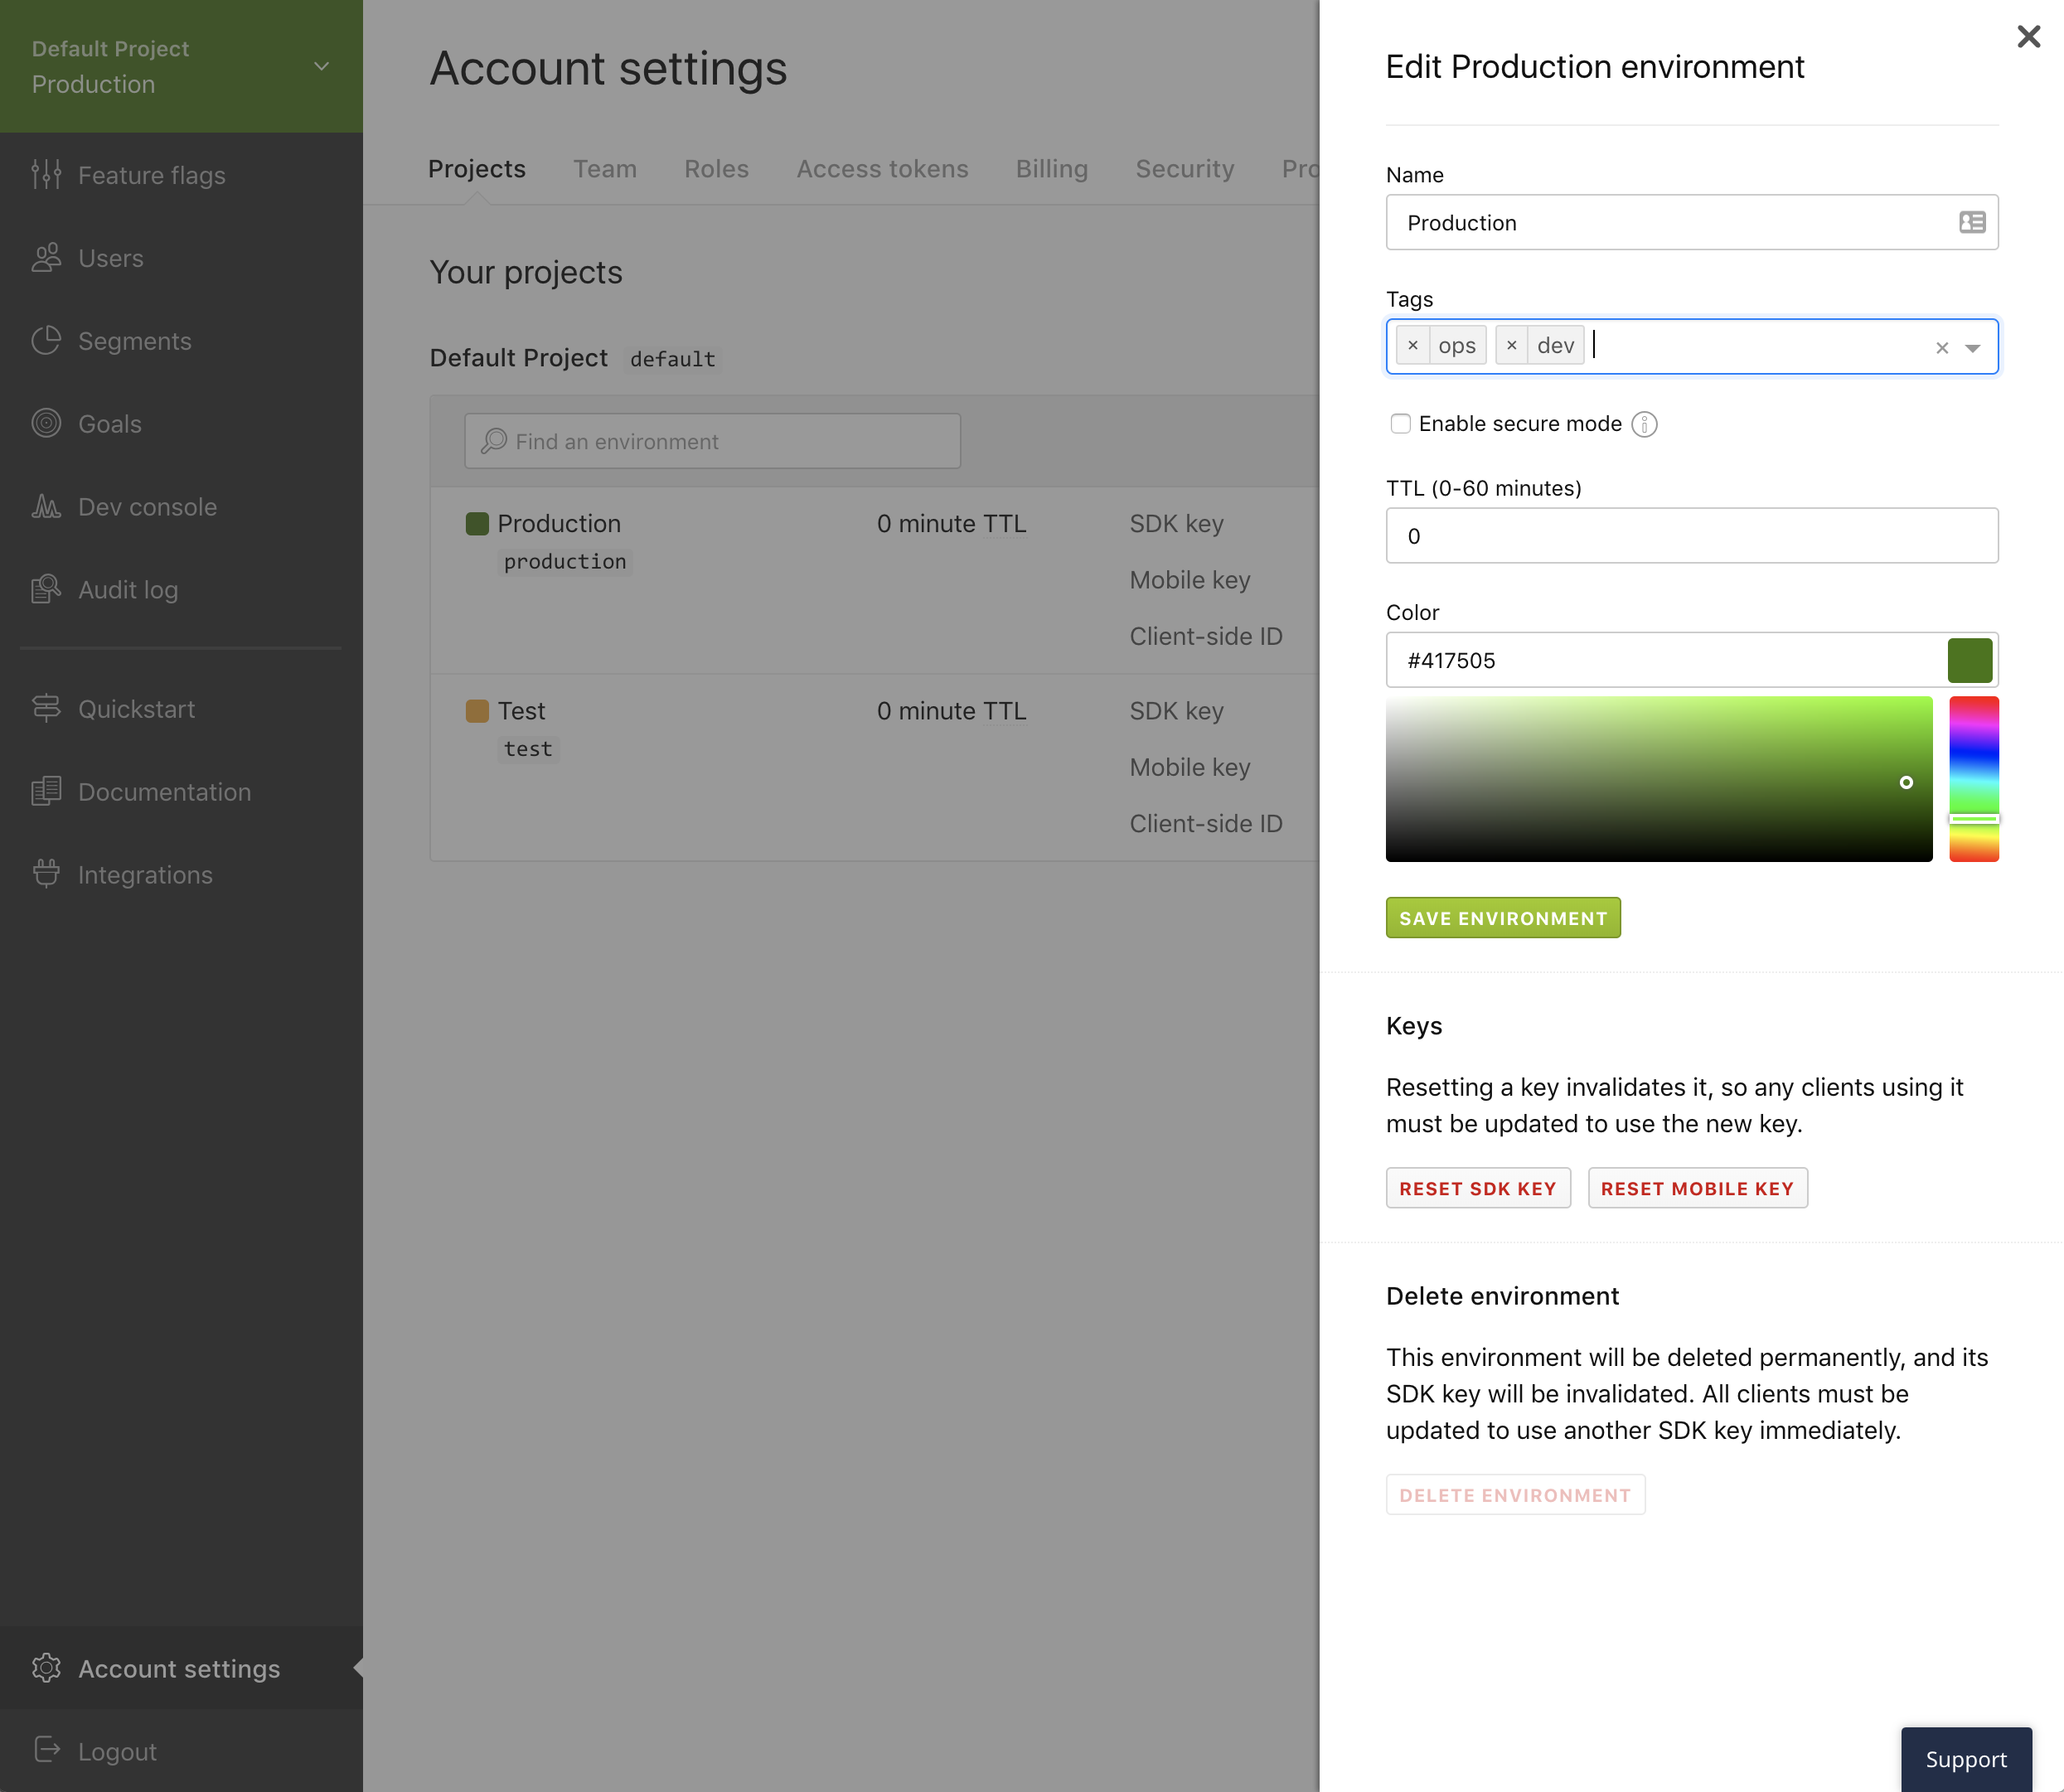 Default Project
Production
Feature flags
Users
Segments
Goals
Dev console
Audit log
Quickstart
Documentation
Integrations
Account settings
Logout
Account settings
Projects Team Roles Access tokens Billing Security Pro
Your projects
Default Project default
Find an environment
Production 0 minute TTL SDK key
production
Mobile key
Client-side ID
Test 0 minute TTL SDK key
test
Mobile key
Client-side ID
Edit Production environment
Name
Production
Tags
× ops × dev
Enable secure mode
TTL (0-60 minutes)
0
Color
#417505
SAVE ENVIRONMENT
Keys
Resetting a key invalidates it, so any clients using it
must be updated to use the new key.
RESET SDK KEY RESET MOBILE KEY
Delete environment
This environment will be deleted permanently, and its
SDK key will be invalidated. All clients must be
updated to use another SDK key immediately.
DELETE ENVIRONMENT
Support